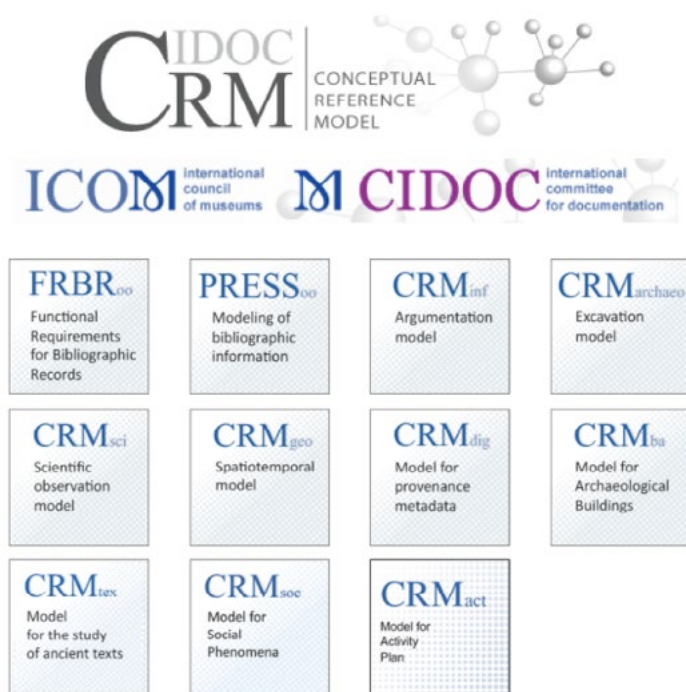 CIDOC
CRM
CONCEPTUAL
REFERENCE
MODEL
ICOM
international
council
of museums
CIDOC
international
committee
for documentation
FRBRoo
Functional
Requirements
for Bibliographic
Records
PRESSoo
Modeling of
bibliographic
information
CRMinf
Argumentation
model
CRMarchaeo
Excavation
model
CRMsci
Scientific
observation
model
CRMgeo
Spatiotemporal
model
CRMdig
Model for
provenance
metadata
CRMba
Model for
Archaeological
Buildings
CRMtex
Model
for the study
of ancient texts
CRMsoc
Model for
Social
Phenomena
CRMact
Model for
Activity
Plan